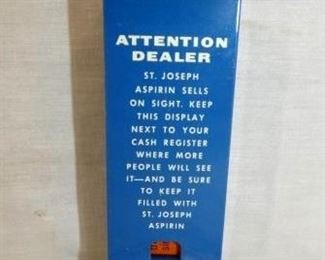 ATTENTION
DEALER
ST. JOSEPH
ASPIRIN SELLS
ON SIGHT. KEEP
THIS DISPLAY
NEXT TO YOUR
CASH REGISTER
WHERE MORE
PEOPLE WILL SEE
IT—AND BE SURE
TO KEEP IT
FILLED WITH
ST. JOSEPH
ASPIRIN